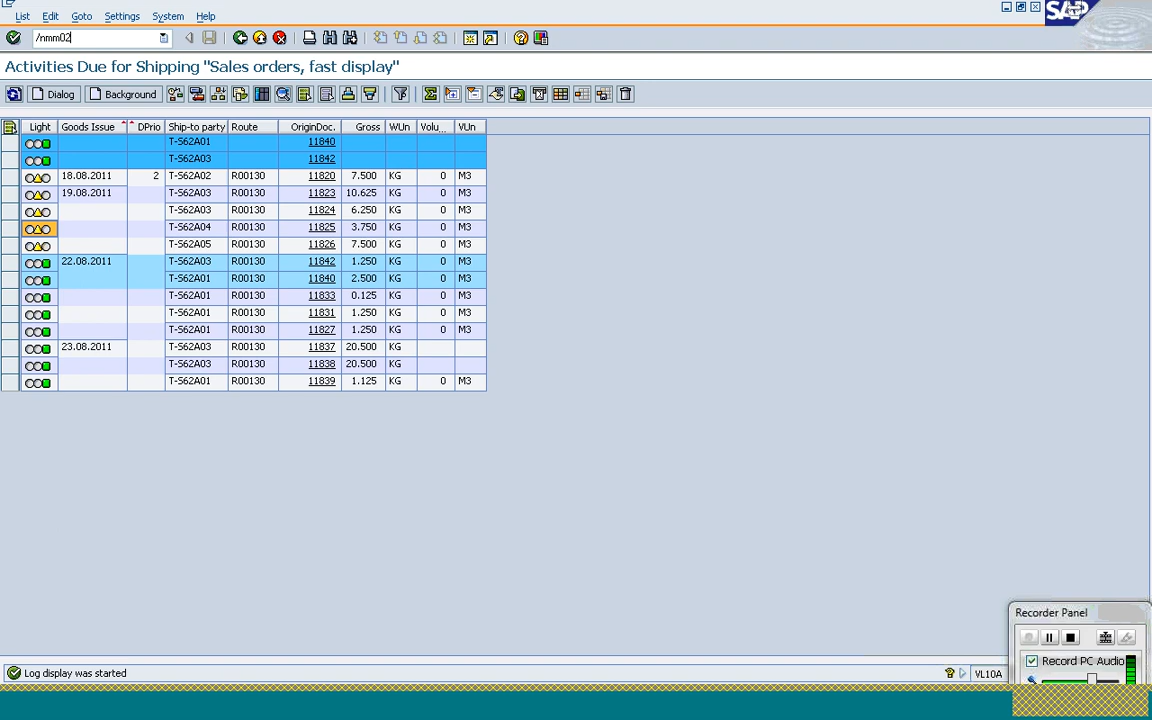 List Edit Goto Settings System Help
SAP
/nmm02
Activities Due for Shipping "Sales orders, fast display"
Dialog Background
Light Goods Issue DPrio Ship-to party Route OriginDoc. Gross WUn Volu... VUn
T-S62A01 11840
T-S62A03 11842
18.08.2011 2 T-S62A02 R00130 11820 7.500 KG 0 M3
19.08.2011 T-S62A03 R00130 11823 10.625 KG 0 M3
T-S62A03 R00130 11824 6.250 KG 0 M3
T-S62A04 R00130 11825 3.750 KG 0 M3
T-S62A05 R00130 11826 7.500 KG 0 M3
22.08.2011 T-S62A03 R00130 11842 1.250 KG 0 M3
T-S62A01 R00130 11840 2.500 KG 0 M3
T-S62A01 R00130 11833 0.125 KG 0 M3
T-S62A01 R00130 11831 1.250 KG 0 M3
T-S62A01 R00130 11827 1.250 KG 0 M3
23.08.2011 T-S62A03 R00130 11837 20.500 KG
T-S62A03 R00130 11838 20.500 KG
T-S62A01 R00130 11839 1.125 KG 0 M3
Recorder Panel
Record PC Audio
Log display was started VL10A